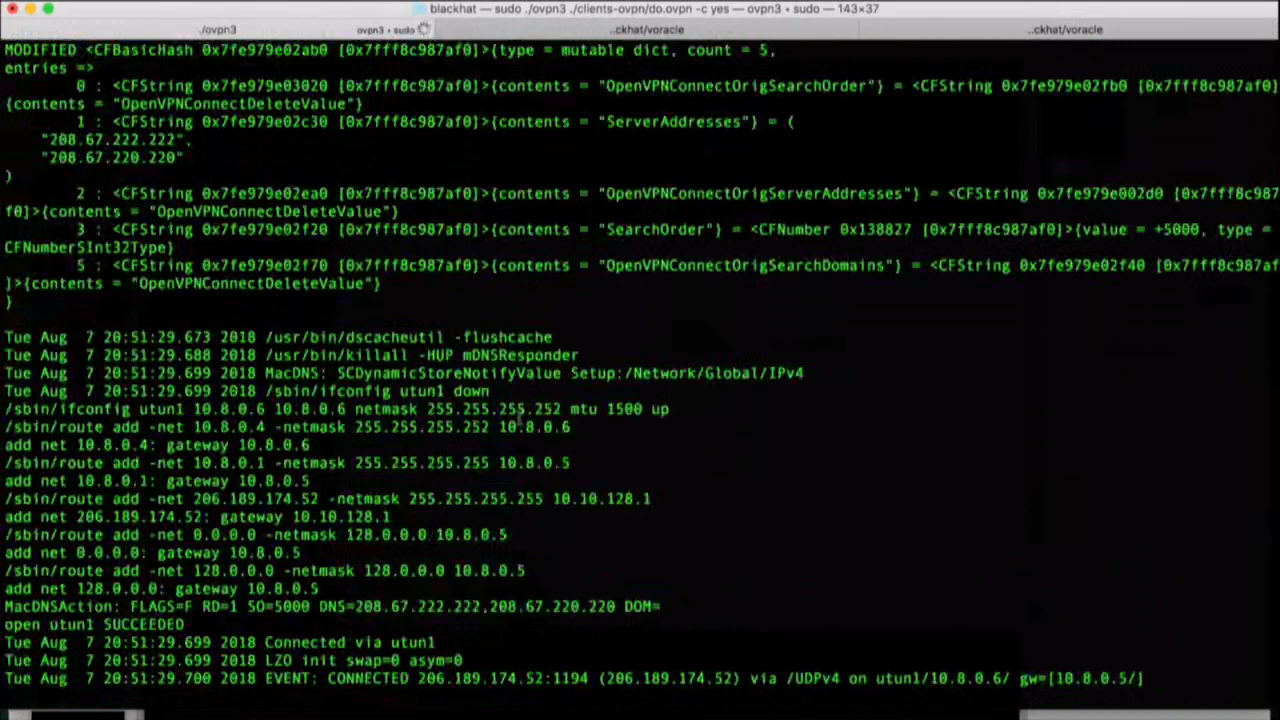 blackhat — sudo ./ovpn3 ./clients-ovpn/do.ovpn -c yes — ovpn3 • sudo — 143×37
./ovpn3 ovpn3 • sudo ..ckhat/voracle ..ckhat/voracle
MODIFIED <CFBasicHash 0x7fe979e02ab0 [0x7fff8c987af0]>{type = mutable dict, count = 5,
entries =>
0 : <CFString 0x7fe979e03020 [0x7fff8c987af0]>{contents = "OpenVPNConnectOrigSearchOrder"} = <CFString 0x7fe979e02fb0 [0x7fff8c987af0]
{contents = "OpenVPNConnectDeleteValue"}
1 : <CFString 0x7fe979e02c30 [0x7fff8c987af0]>{contents = "ServerAddresses"} = (
"208.67.222.222",
"208.67.220.220"
)
2 : <CFString 0x7fe979e02ea0 [0x7fff8c987af0]>{contents = "OpenVPNConnectOrigServerAddresses"} = <CFString 0x7fe979e002d0 [0x7fff8c987a
f0]>{contents = "OpenVPNConnectDeleteValue"}
3 : <CFString 0x7fe979e02f20 [0x7fff8c987af0]>{contents = "SearchOrder"} = <CFNumber 0x138827 [0x7fff8c987af0]>{value = +5000, type =
CFNumberSInt32Type}
5 : <CFString 0x7fe979e02f70 [0x7fff8c987af0]>{contents = "OpenVPNConnectOrigSearchDomains"} = <CFString 0x7fe979e02f40 [0x7fff8c987af
]>{contents = "OpenVPNConnectDeleteValue"}
}
Tue Aug 7 20:51:29.673 2018 /usr/bin/dscacheutil -flushcache
Tue Aug 7 20:51:29.688 2018 /usr/bin/killall -HUP mDNSResponder
Tue Aug 7 20:51:29.699 2018 MacDNS: SCDynamicStoreNotifyValue Setup:/Network/Global/IPv4
Tue Aug 7 20:51:29.699 2018 /sbin/ifconfig utun1 down
/sbin/ifconfig utun1 10.8.0.6 10.8.0.6 netmask 255.255.255.252 mtu 1500 up
/sbin/route add -net 10.8.0.4 -netmask 255.255.255.252 10.8.0.6
add net 10.8.0.4: gateway 10.8.0.6
/sbin/route add -net 10.8.0.1 -netmask 255.255.255.255 10.8.0.5
add net 10.8.0.1: gateway 10.8.0.5
/sbin/route add -net 206.189.174.52 -netmask 255.255.255.255 10.10.128.1
add net 206.189.174.52: gateway 10.10.128.1
/sbin/route add -net 0.0.0.0 -netmask 128.0.0.0 10.8.0.5
add net 0.0.0.0: gateway 10.8.0.5
/sbin/route add -net 128.0.0.0 -netmask 128.0.0.0 10.8.0.5
add net 128.0.0.0: gateway 10.8.0.5
MacDNSAction: FLAGS=F RD=1 SO=5000 DNS=208.67.222.222,208.67.220.220 DOM=
open utun1 SUCCEEDED
Tue Aug 7 20:51:29.699 2018 Connected via utun1
Tue Aug 7 20:51:29.699 2018 LZO init swap=0 asym=0
Tue Aug 7 20:51:29.700 2018 EVENT: CONNECTED 206.189.174.52:1194 (206.189.174.52) via /UDPv4 on utun1/10.8.0.6/ gw=[10.8.0.5/]